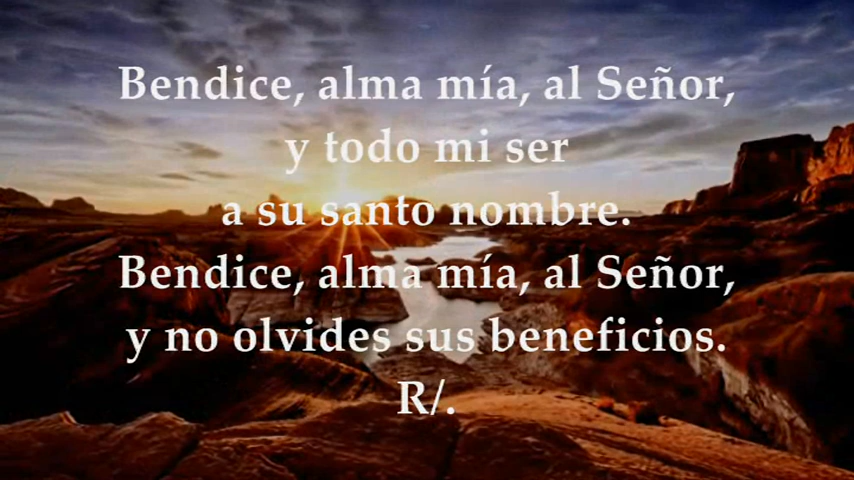 Bendice, alma mía, al Señor,
y todo mi ser
a su santo nombre.
Bendice, alma mía, al Señor,
y no olvides sus beneficios.
R/.